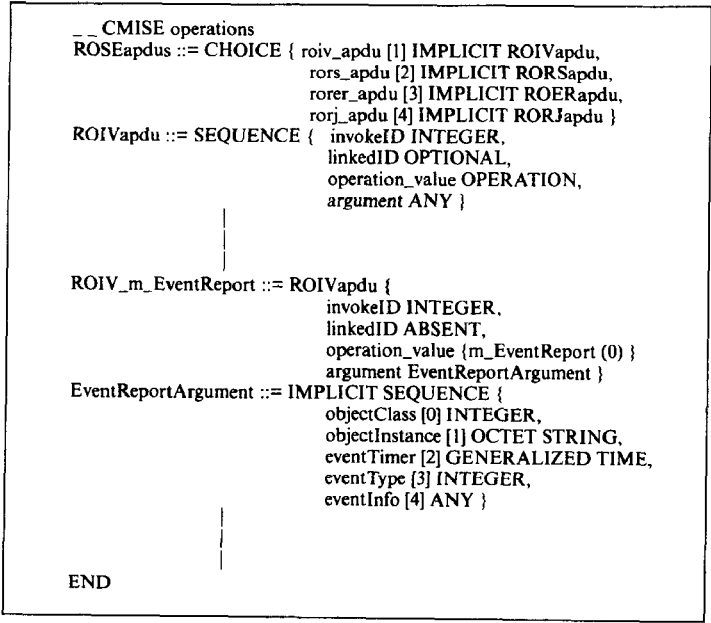 _ _ CMISE operations
ROSEapdus ::= CHOICE { roiv_apdu [1] IMPLICIT ROIVapdu,
rors_apdu [2] IMPLICIT RORSapdu,
rorer_apdu [3] IMPLICIT ROERapdu,
rorj_apdu [4] IMPLICIT RORJapdu }
ROIVapdu ::= SEQUENCE { invokeID INTEGER,
linkedID OPTIONAL,
operation_value OPERATION,
argument ANY }
ROIV_m_EventReport ::= ROIVapdu {
invokeID INTEGER,
linkedID ABSENT,
operation_value {m_EventReport (0) }
argument EventReportArgument }
EventReportArgument ::= IMPLICIT SEQUENCE {
objectClass [0] INTEGER,
objectInstance [1] OCTET STRING,
eventTimer [2] GENERALIZED TIME,
eventType [3] INTEGER,
eventInfo [4] ANY }
END